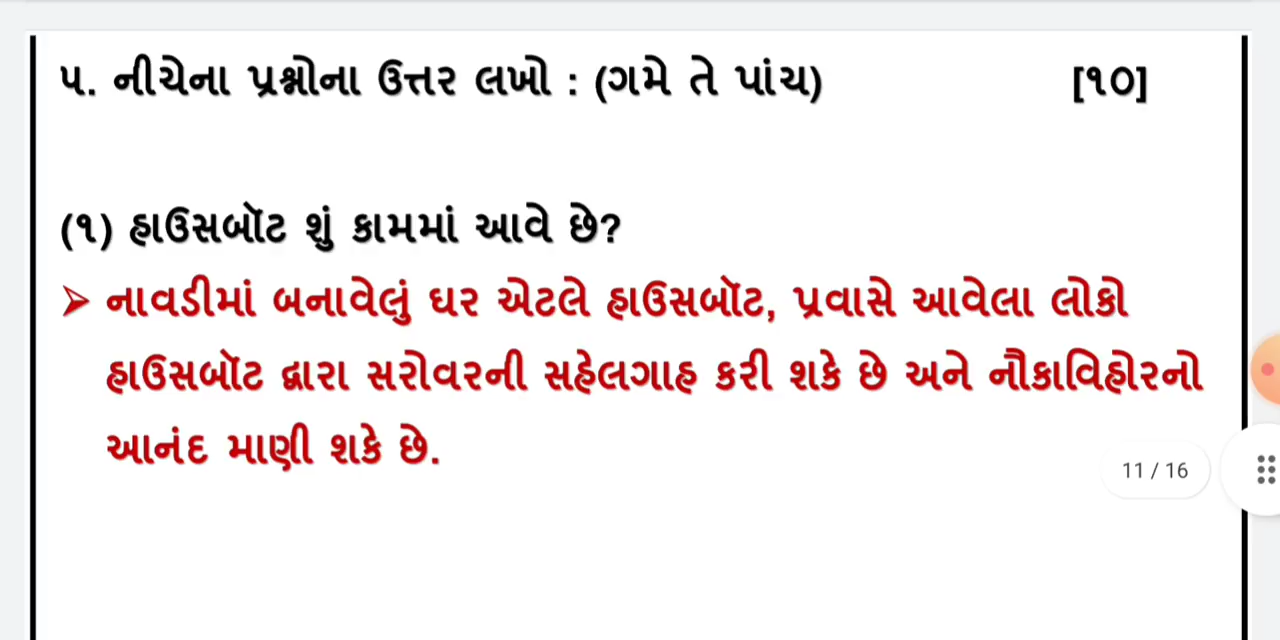 ૫. નીચેના પ્રશ્નોના ઉત્તર લખો : (ગમે તે પાંચ) [૧૦]
(૧) હાઉસબૉટ શું કામમાં આવે છે?
➤ નાવડીમાં બનાવેલું ઘર એટલે હાઉસબૉટ, પ્રવાસે આવેલા લોકો
હાઉસબૉટ દ્વારા સરોવરની સહેલગાહ કરી શકે છે અને નૌકાવિહોરનો
આનંદ માણી શકે છે.
11 / 16